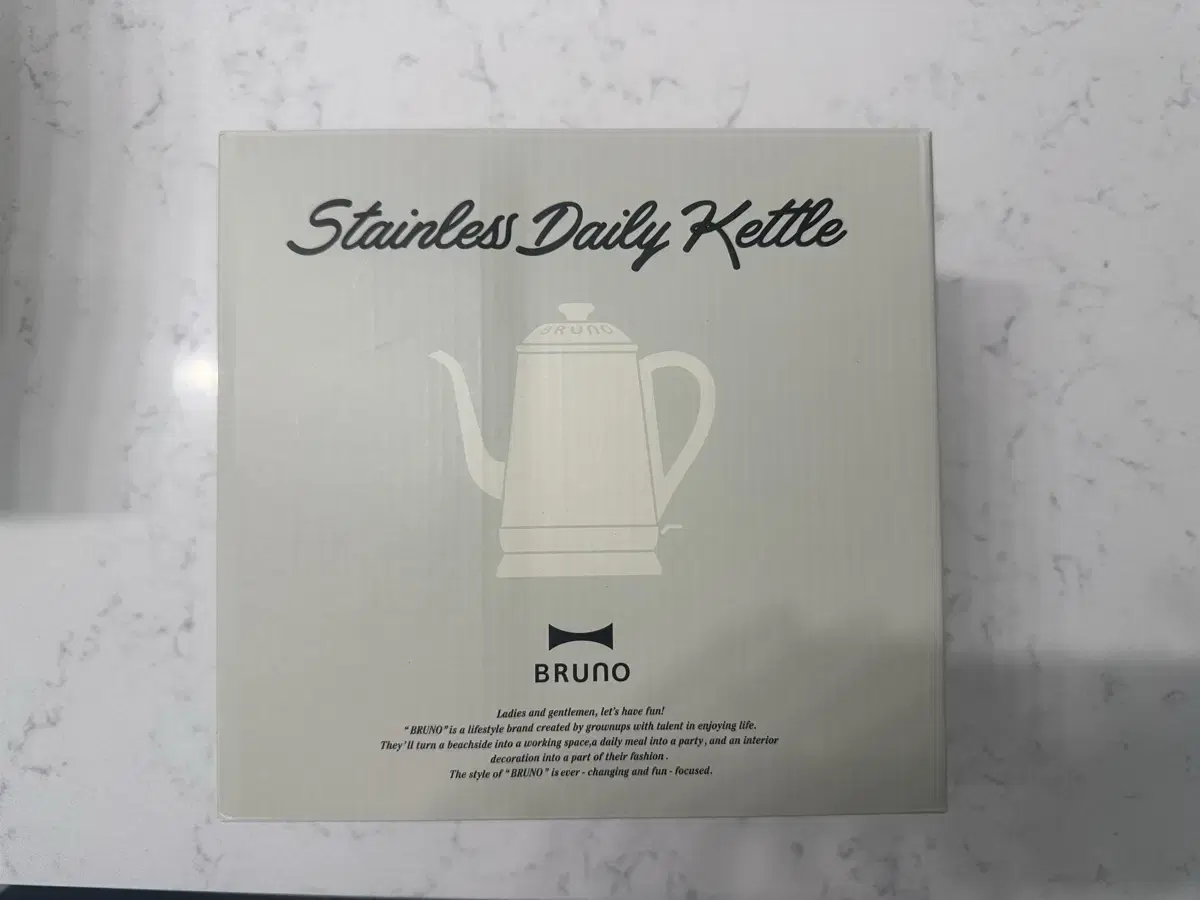 Stainless Daily Kettle
BRUNO
BRUNO
Ladies and gentlemen, let's have fun!
"BRUNO" is a lifestyle brand created by grownups with talent in enjoying life.
They'll turn a beachside into a working space,a daily meal into a party, and an interior
decoration into a part of their fashion.
The style of "BRUNO" is ever - changing and fun - focused.